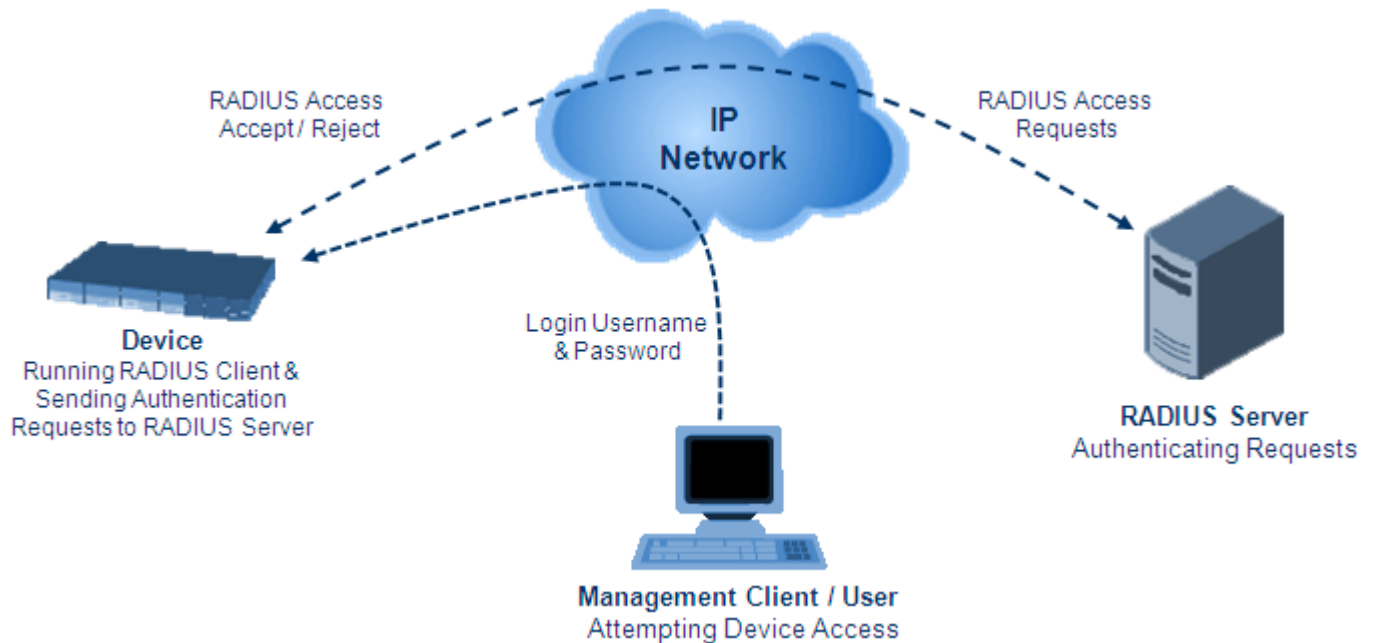 RADIUS Access
Accept / Reject
IP
Network
RADIUS Access
Requests
Device
Running RADIUS Client &
Sending Authentication
Requests to RADIUS Server
Login Username
& Password
RADIUS Server
Authenticating Requests
Management Client / User
Attempting Device Access